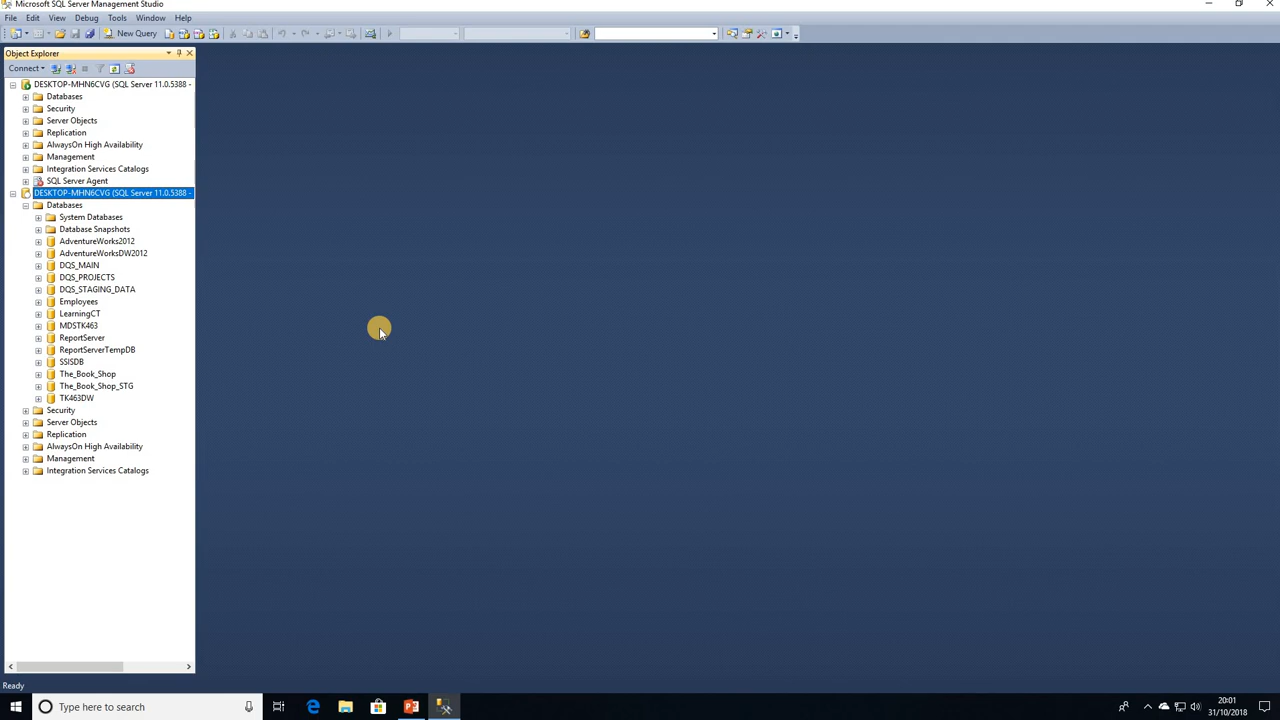 Microsoft SQL Server Management Studio
File Edit View Debug Tools Window Help
New Query
Object Explorer
Connect
DESKTOP-MHN6CVG (SQL Server 11.0.5388 -
Databases
Security
Server Objects
Replication
AlwaysOn High Availability
Management
Integration Services Catalogs
SQL Server Agent
DESKTOP-MHN6CVG (SQL Server 11.0.5388 -
Databases
System Databases
Database Snapshots
AdventureWorks2012
AdventureWorksDW2012
DQS_MAIN
DQS_PROJECTS
DQS_STAGING_DATA
Employees
LearningCT
MDSTK463
ReportServer
ReportServerTempDB
SSISDB
The_Book_Shop
The_Book_Shop_STG
TK463DW
Security
Server Objects
Replication
AlwaysOn High Availability
Management
Integration Services Catalogs
Ready
Type here to search
20:01
31/10/2018